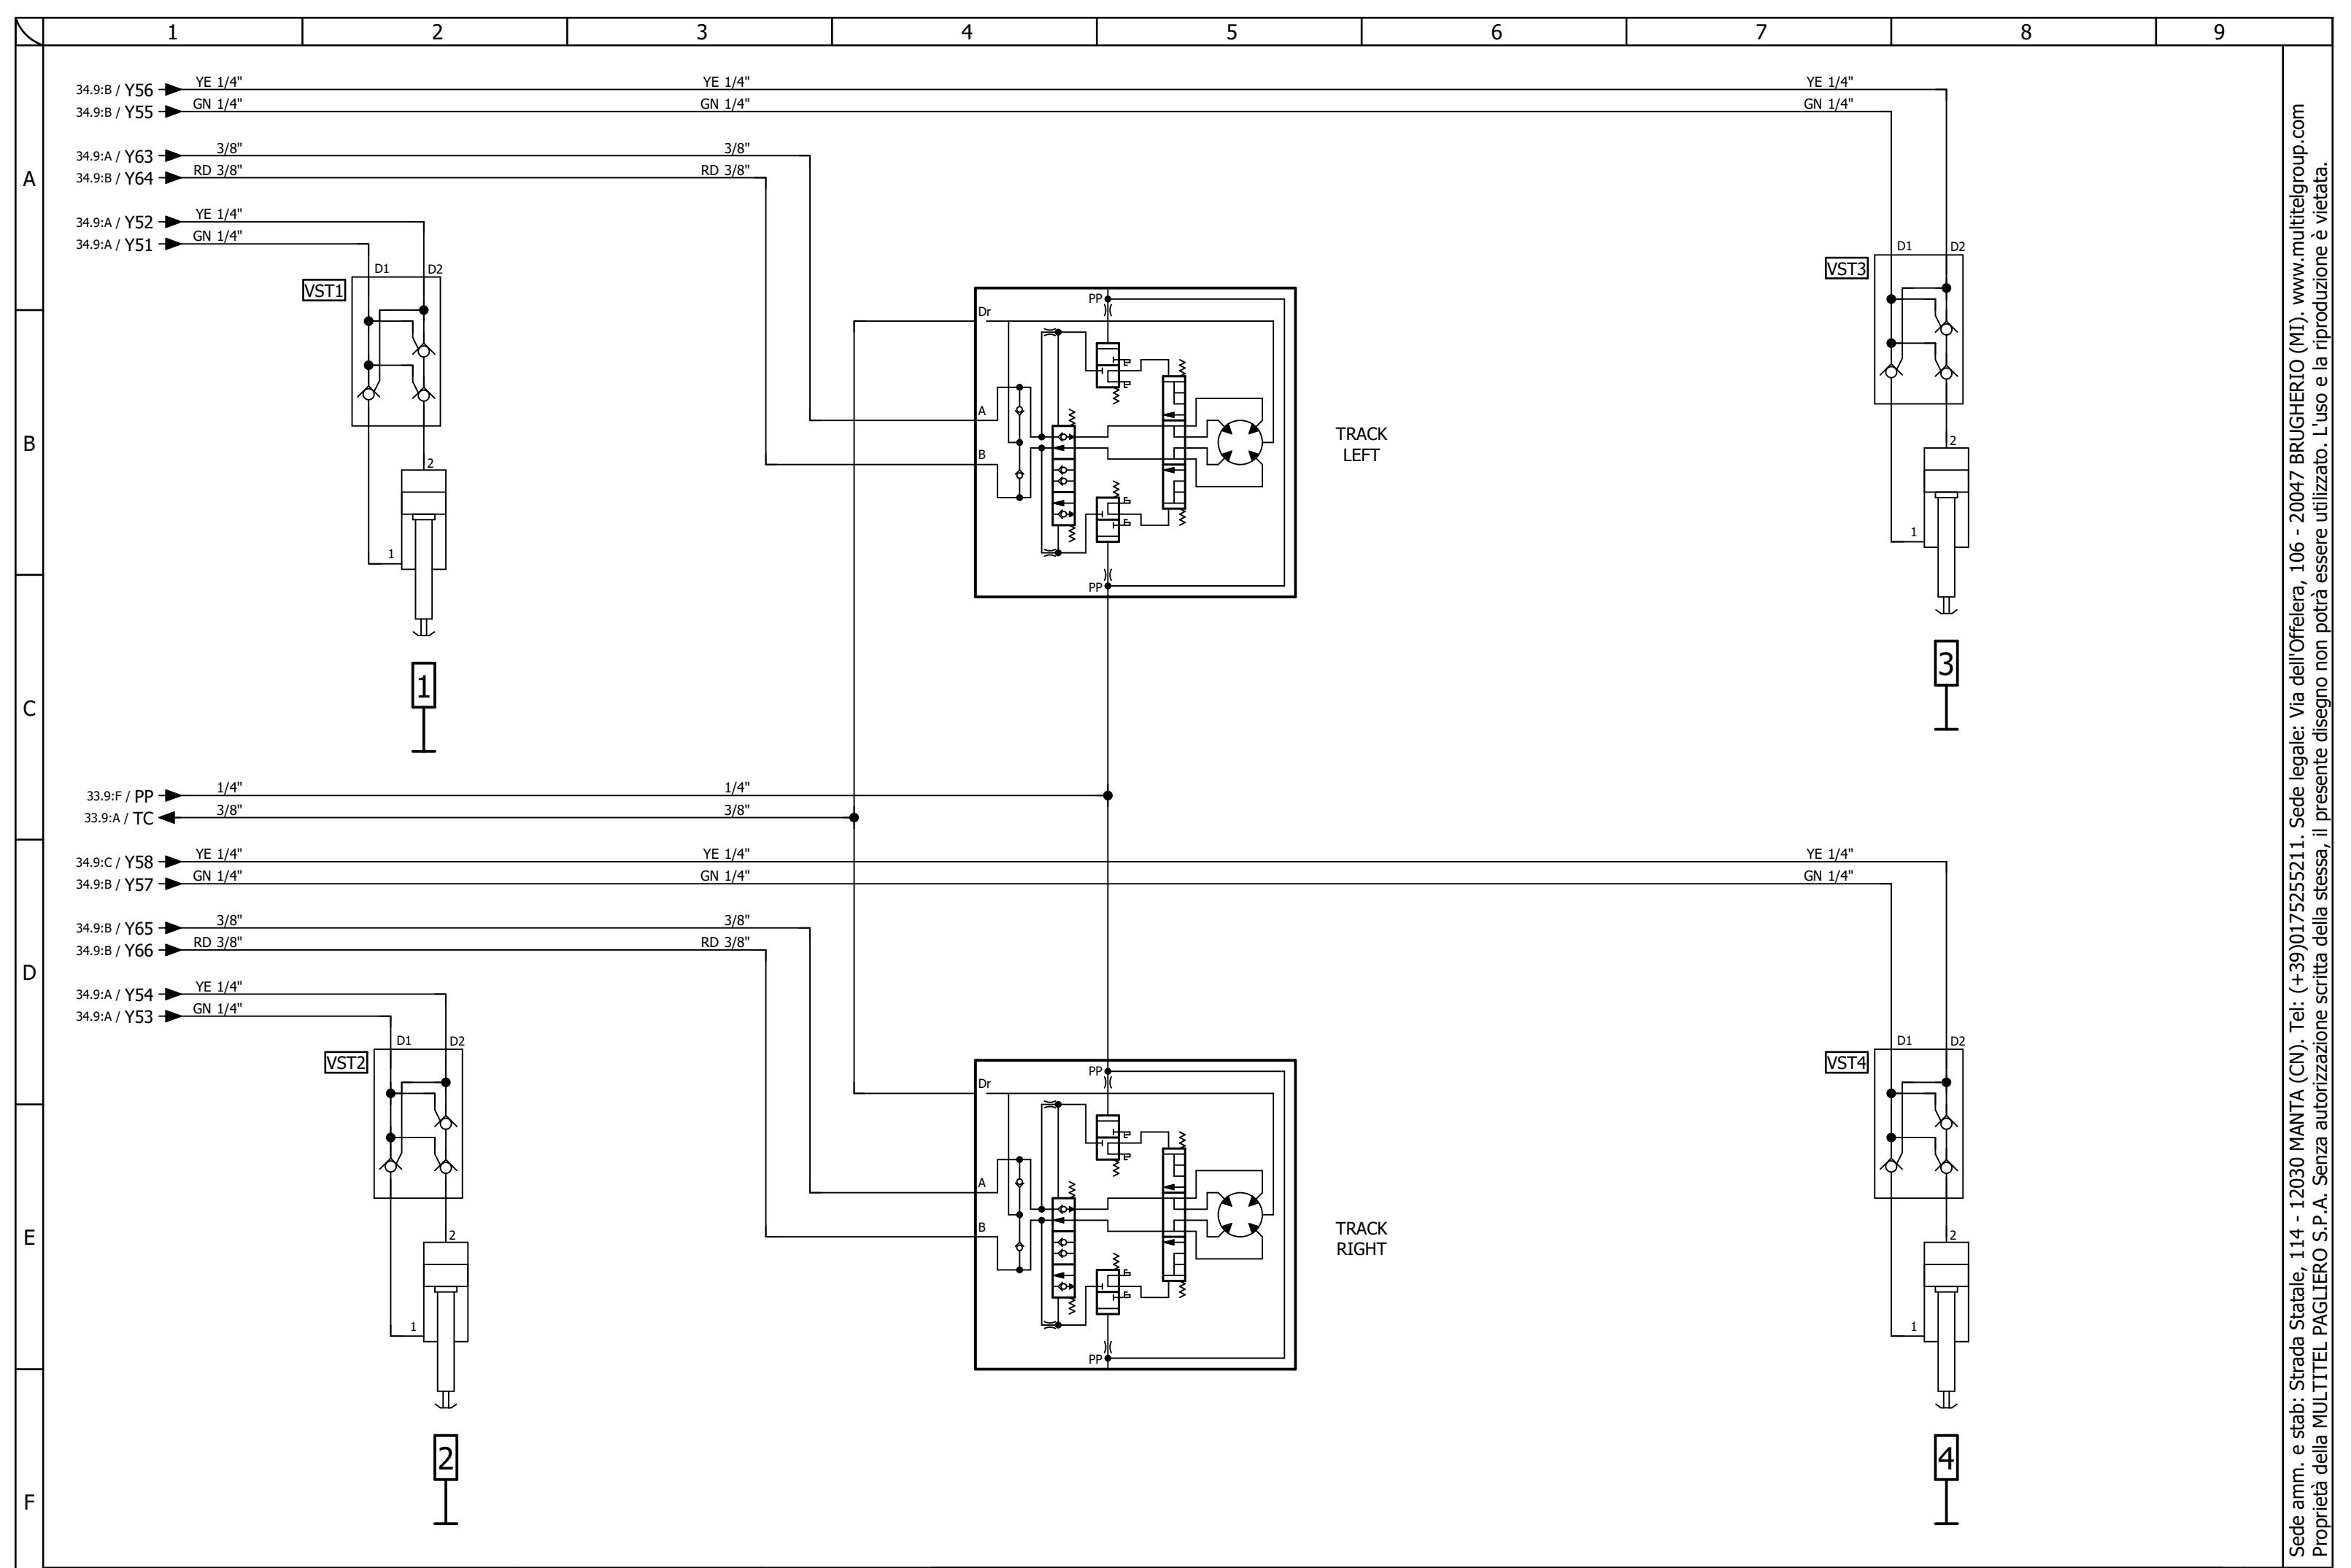 1 2 3 4 5 6 7 8 9
34.9:B / Y56 YE 1/4" YE 1/4" YE 1/4"
34.9:B / Y55 GN 1/4" GN 1/4" GN 1/4"
34.9:A / Y63 3/8" 3/8"
34.9:B / Y64 RD 3/8" RD 3/8"
A
34.9:A / Y52 YE 1/4"
34.9:A / Y51 GN 1/4"
D1 D2
VST1
D1 D2
VST3
PP
Dr
A
B
PP
TRACK
LEFT
B
2
1
2
1
1
3
C
33.9:F / PP 1/4" 1/4"
33.9:A / TC 3/8" 3/8"
34.9:C / Y58 YE 1/4" YE 1/4" YE 1/4"
34.9:B / Y57 GN 1/4" GN 1/4" GN 1/4"
34.9:B / Y65 3/8" 3/8"
34.9:B / Y66 RD 3/8" RD 3/8"
D
34.9:A / Y54 YE 1/4"
34.9:A / Y53 GN 1/4"
D1 D2
VST2
D1 D2
VST4
PP
Dr
A
B
PP
TRACK
RIGHT
E
2
1
2
1
2
4
F
Sede amm. e stab: Strada Statale, 114 - 12030 MANTA (CN). Tel: (+39)0175255211. Sede legale: Via dell'Offelera, 106 - 20047 BRUGHERIO (MI). www.multitelgroup.com
Proprietà della MULTITEL PAGLIERO S.P.A. Senza autorizzazione scritta della stessa, il presente disegno non potrà essere utilizzato. L'uso e la riproduzione è vietata.